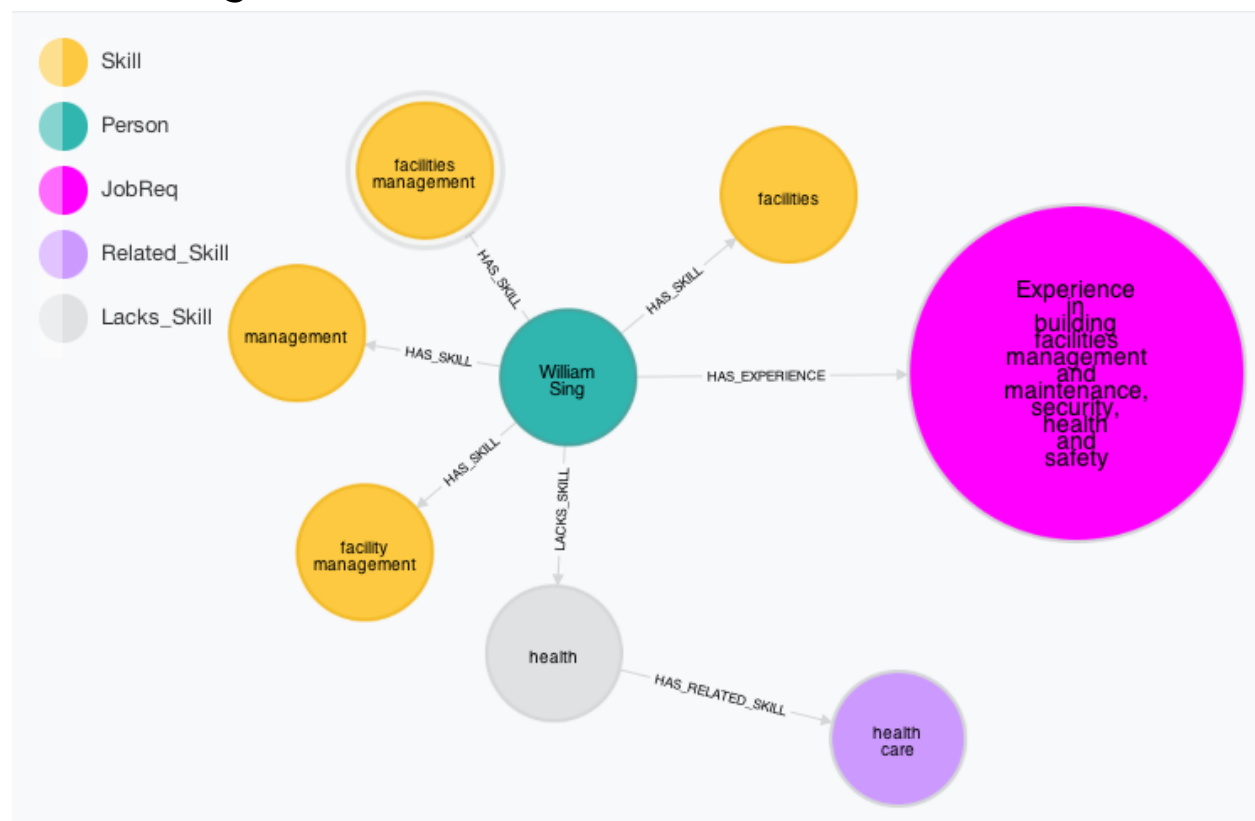 Skill
Person
JobReq
Related_Skill
Lacks_Skill
facilities
management
facilities
management
facility
management
William
Sing
health
health
care
Experience
in
building
facilities
management
and
maintenance,
security,
health
and
safety
HAS_SKILL
HAS_SKILL
HAS_SKILL
HAS_EXPERIENCE
HAS_SKILL
LACKS_SKILL
HAS_RELATED_SKILL